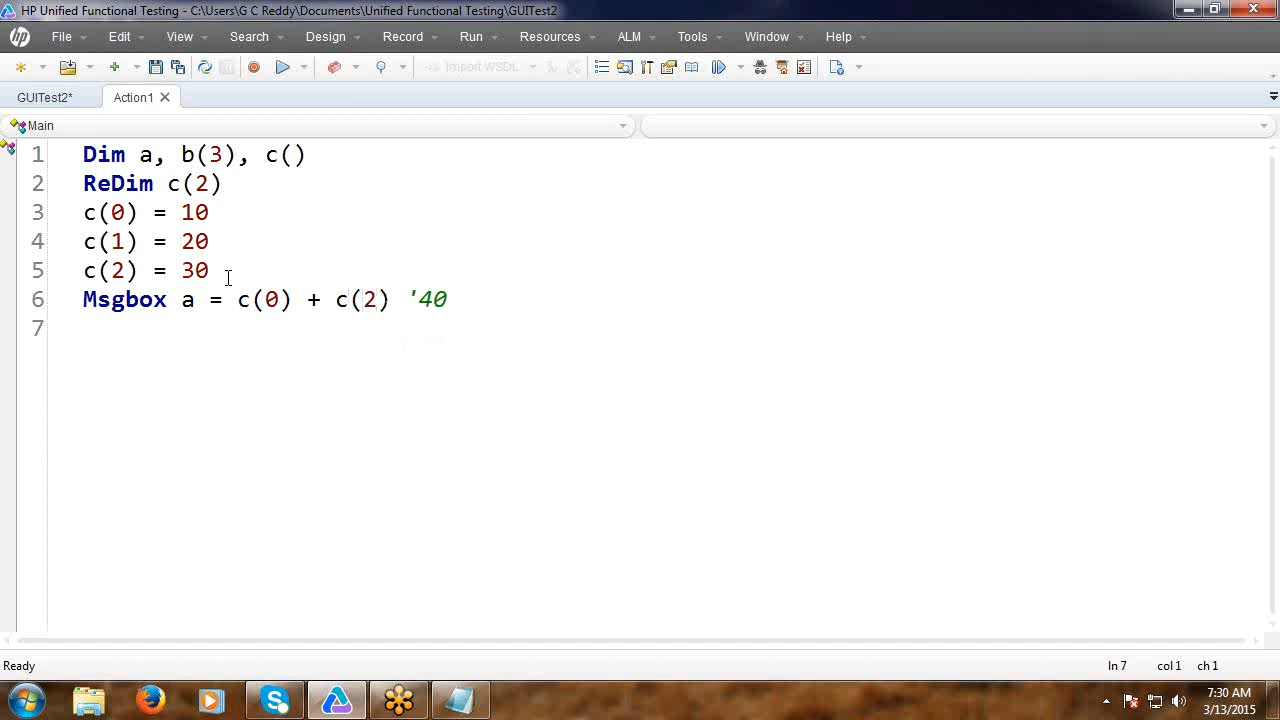 HP Unified Functional Testing - C:\Users\G C Reddy\Documents\Unified Functional Testing\GUITest2
hp File Edit View Search Design Record Run Resources ALM Tools Window Help
Import WSDL
GUITest2* Action1
Main
1 Dim a, b(3), c()
2 ReDim c(2)
3 c(0) = 10
4 c(1) = 20
5 c(2) = 30
6 Msgbox a = c(0) + c(2) '40
7
Ready ln 7 col 1 ch 1
7:30 AM
3/13/2015